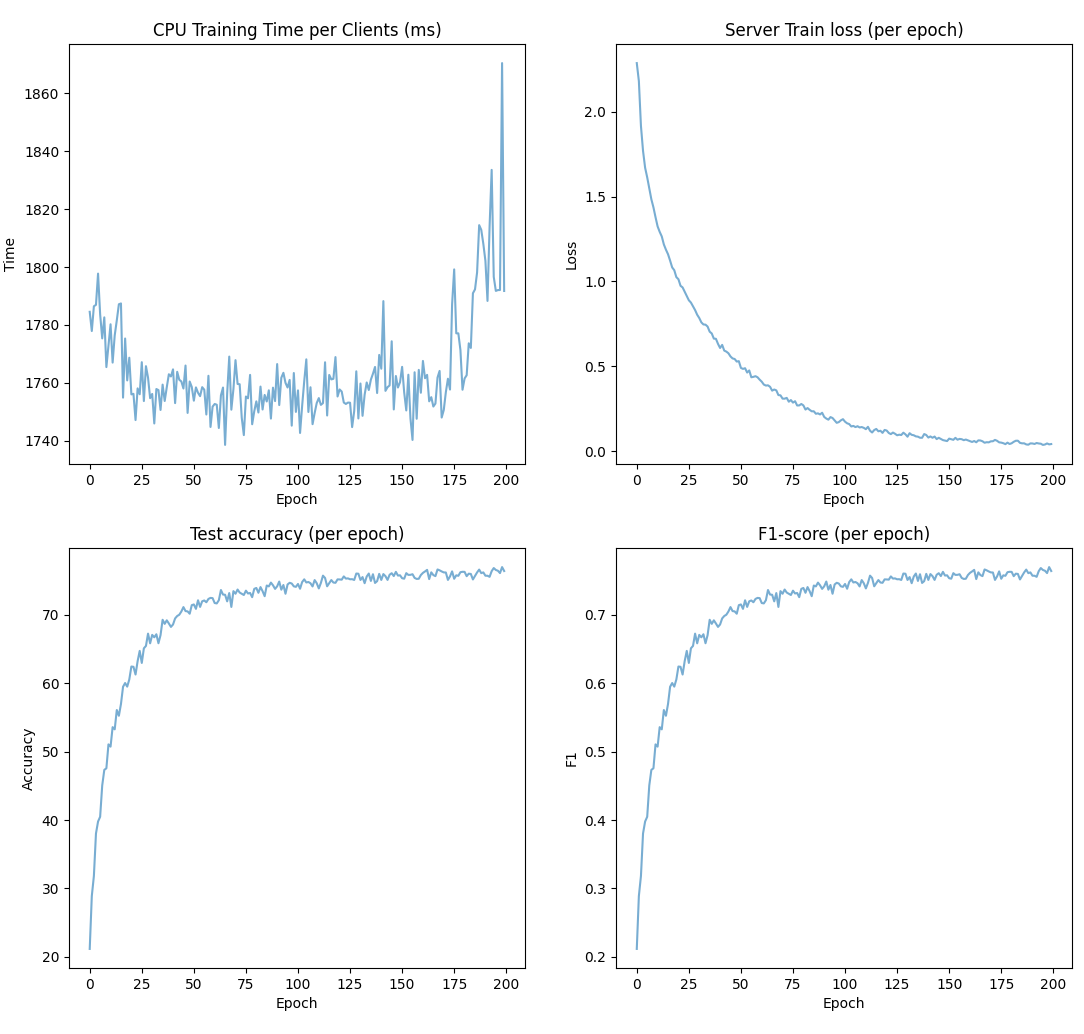 CPU Training Time per Clients (ms)
Time
1860
1840
1820
1800
1780
1760
1740
0 25 50 75 100 125 150 175 200
Epoch
Server Train loss (per epoch)
Loss
2.0
1.5
1.0
0.5
0.0
0 25 50 75 100 125 150 175 200
Epoch
Test accuracy (per epoch)
Accuracy
70
60
50
40
30
20
0 25 50 75 100 125 150 175 200
Epoch
F1-score (per epoch)
F1
0.7
0.6
0.5
0.4
0.3
0.2
0 25 50 75 100 125 150 175 200
Epoch